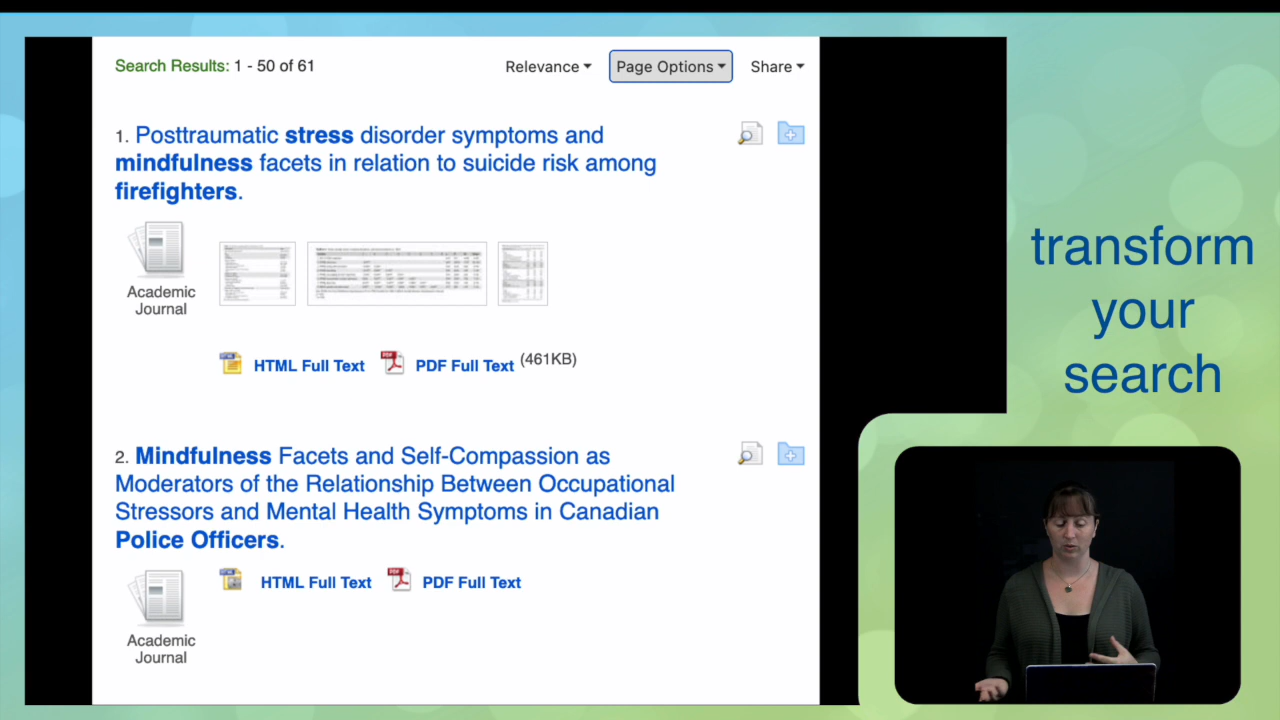 Search Results: 1 - 50 of 61
Relevance
Page Options
Share
1. Posttraumatic stress disorder symptoms and
mindfulness facets in relation to suicide risk among
firefighters.
Academic
Journal
HTML Full Text
PDF Full Text (461KB)
2. Mindfulness Facets and Self-Compassion as
Moderators of the Relationship Between Occupational
Stressors and Mental Health Symptoms in Canadian
Police Officers.
HTML Full Text
PDF Full Text
Academic
Journal
transform
your
search